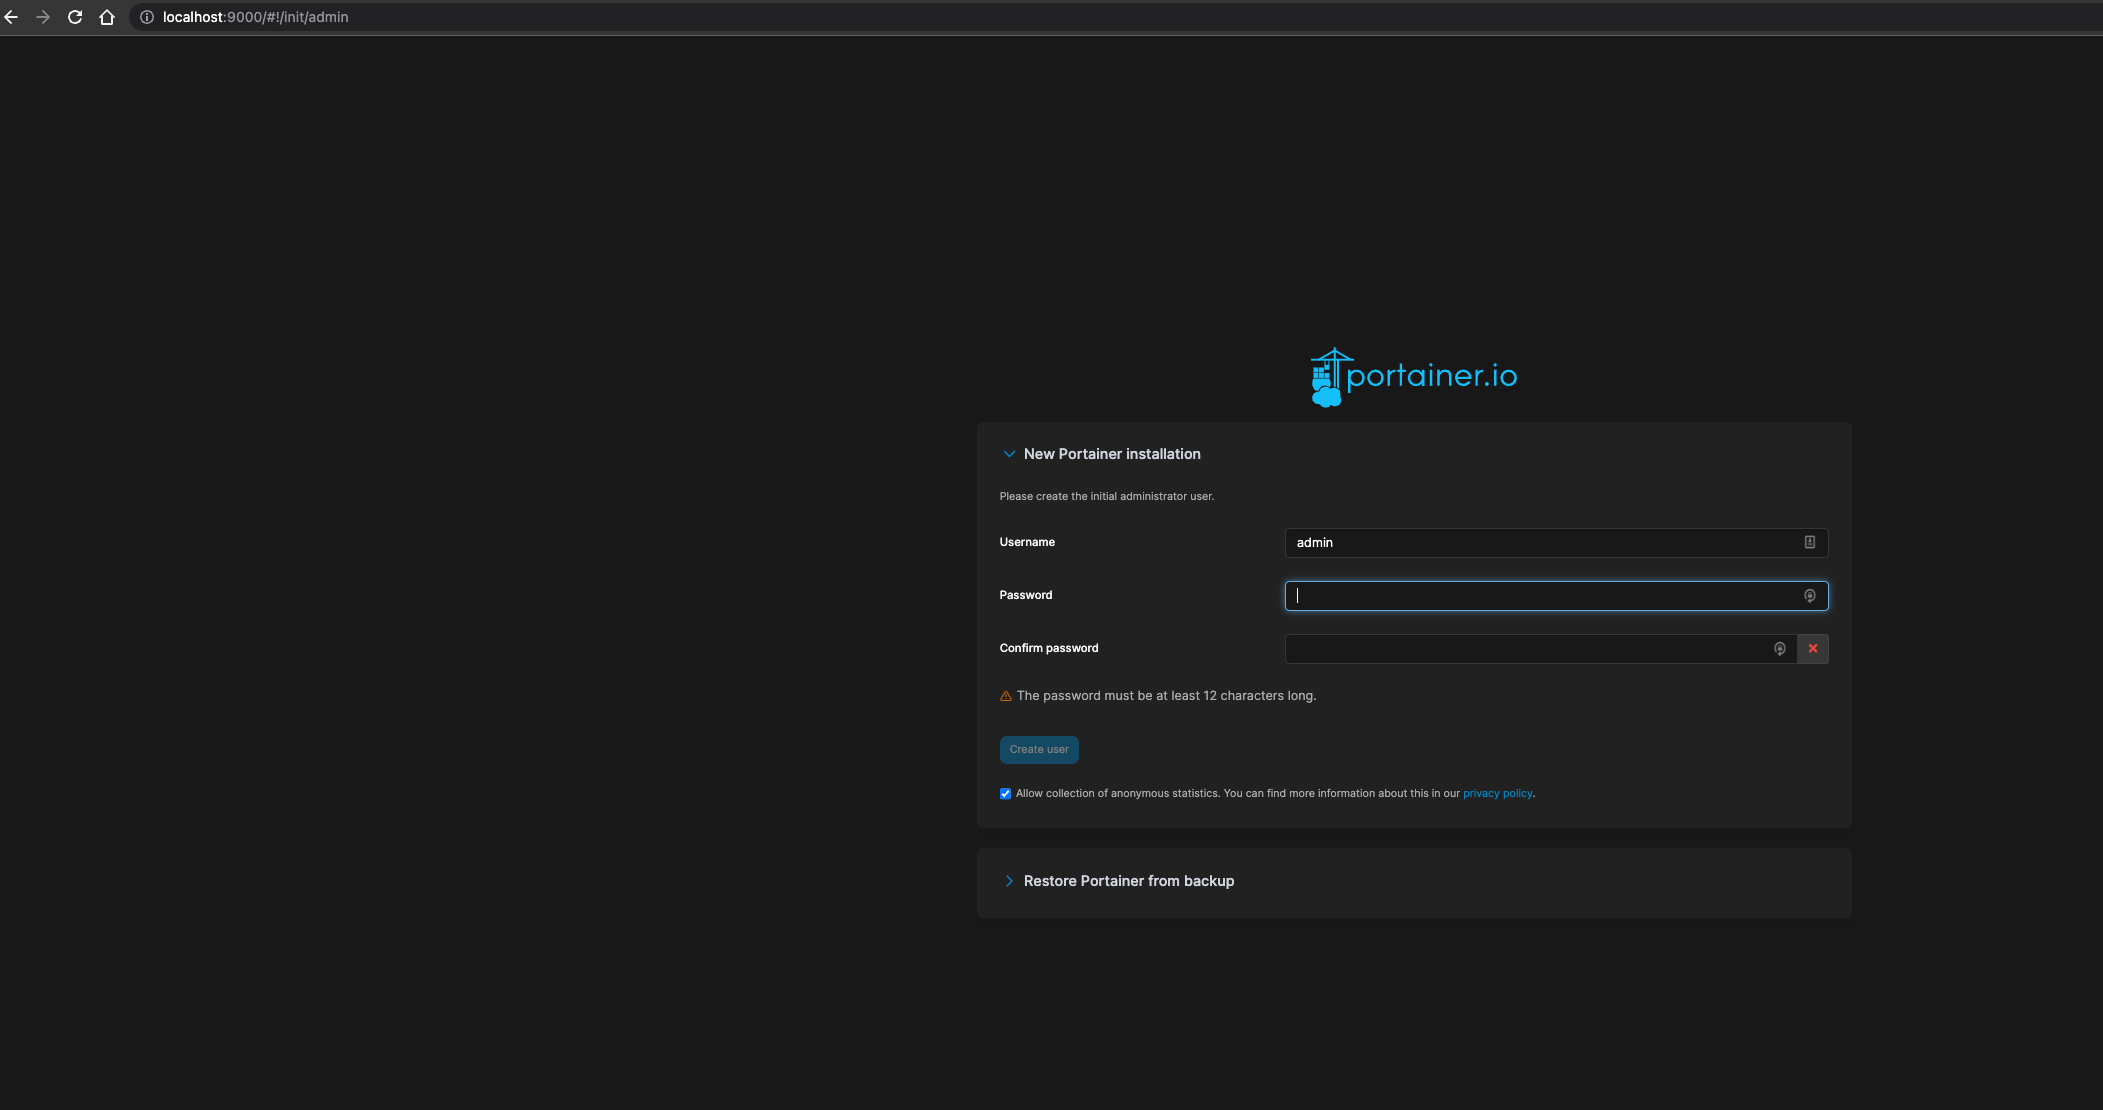 localhost:9000/#!/init/admin
portainer.io
New Portainer installation
Please create the initial administrator user.
Username
admin
Password
Confirm password
The password must be at least 12 characters long.
Create user
Allow collection of anonymous statistics. You can find more information about this in our privacy policy.
Restore Portainer from backup